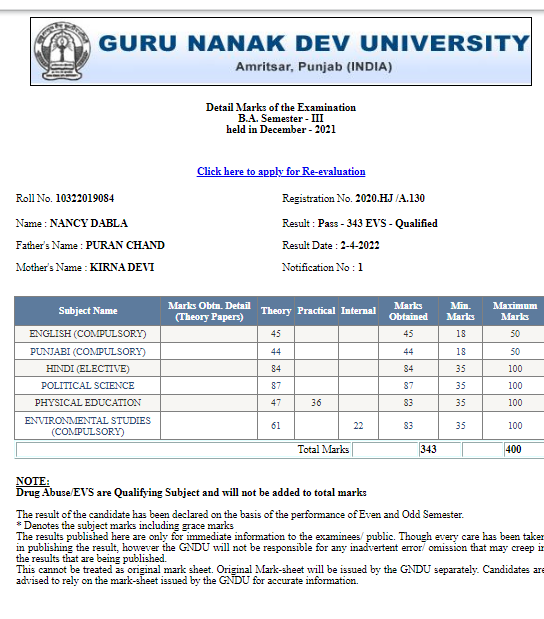 GURU NANAK DEV UNIVERSITY
Amritsar, Punjab (INDIA)
Detail Marks of the Examination
B.A. Semester - III
held in December - 2021
Click here to apply for Re-evaluation
Roll No. 10322019084 Registration No. 2020.HJ /A.130
Name : NANCY DABLA Result : Pass - 343 EVS - Qualified
Father's Name : PURAN CHAND Result Date : 2-4-2022
Mother's Name : KIRNA DEVI Notification No : 1
Subject Name Marks Obtn. Detail (Theory Papers) Theory Practical Internal Marks Obtained Min. Marks Maximum Marks
ENGLISH (COMPULSORY) 45 45 18 50
PUNJABI (COMPULSORY) 44 44 18 50
HINDI (ELECTIVE) 84 84 35 100
POLITICAL SCIENCE 87 87 35 100
PHYSICAL EDUCATION 47 36 83 35 100
ENVIRONMENTAL STUDIES (COMPULSORY) 61 22 83 35 100
Total Marks 343 400
NOTE:
Drug Abuse/EVS are Qualifying Subject and will not be added to total marks
The result of the candidate has been declared on the basis of the performance of Even and Odd Semester.
* Denotes the subject marks including grace marks
The results published here are only for immediate information to the examinees/ public. Though every care has been taken
in publishing the result, however the GNDU will not be responsible for any inadvertent error/ omission that may creep in
the results that are being published.
This cannot be treated as original mark sheet. Original Mark-sheet will be issued by the GNDU separately. Candidates are
advised to rely on the mark-sheet issued by the GNDU for accurate information.